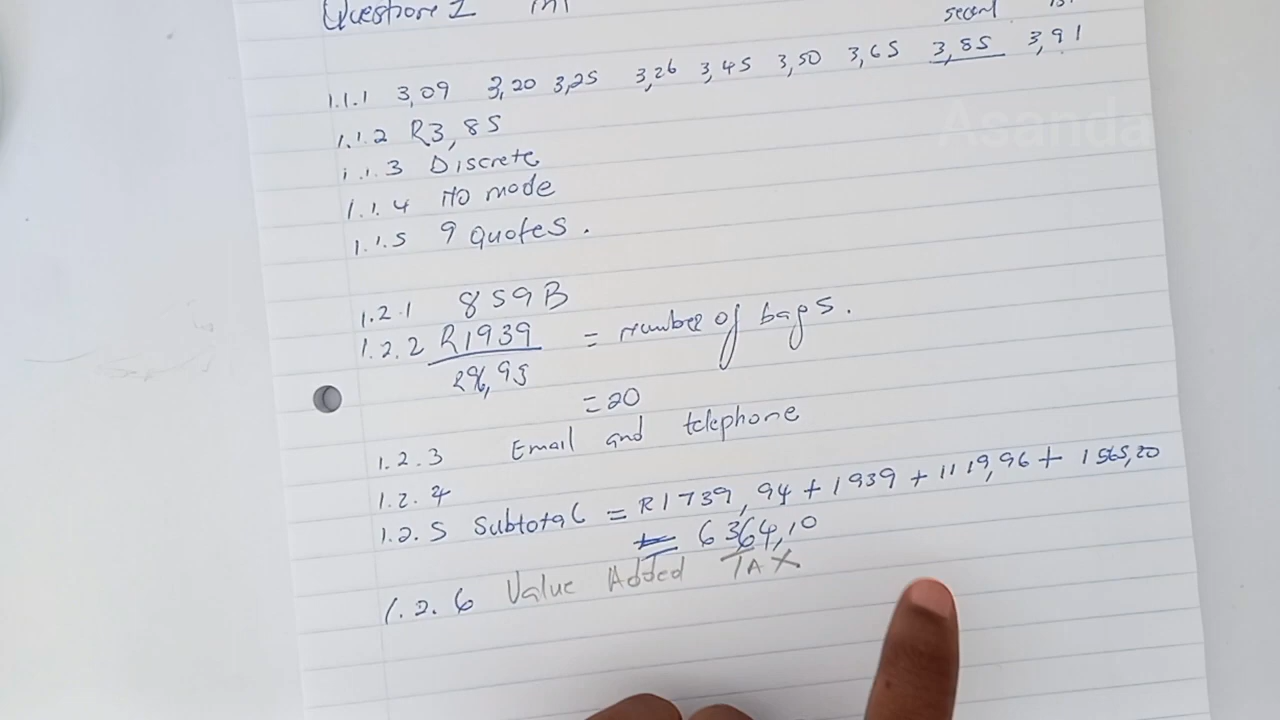 Question 1
second 1st
1.1.1 3,09 3,20 3,25 3,26 3,45 3,50 3,65 3,85 3,91
1.1.2 R3,85
1.1.3 Discrete
1.1.4 No mode
1.1.5 9 quotes.
1.2.1 859B
1.2.2 R1939 = number of bags.
= 20
1.2.3 Email and telephone
1.2.4
1.2.5 Subtotal = R1739,94 + 1939 + 1119,96 + 1565,20
= 6364,10
1.2.6 Value Added TAX
Asanda